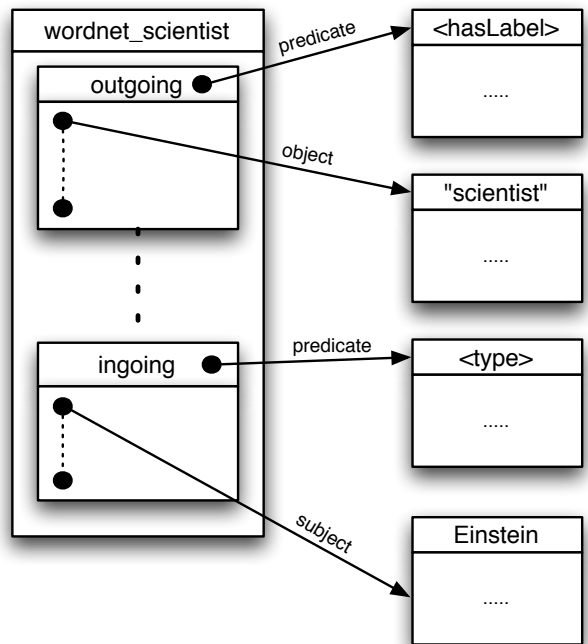 wordnet_scientist
outgoing
predicate
<hasLabel>
.....
object
"scientist"
.....
ingoing
predicate
<type>
.....
subject
Einstein
.....